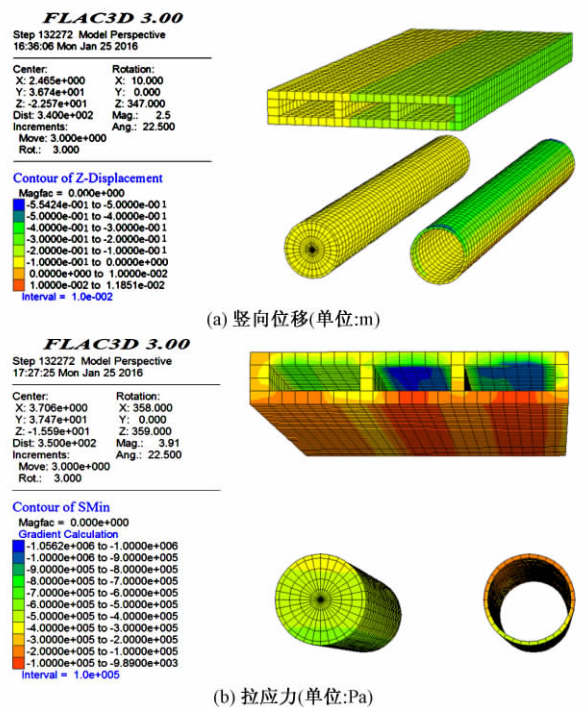 FLAC3D 3.00
Step 132272 Model Perspective
16:36:06 Mon Jan 25 2016
Center:
X: 2.465e+000
Y: 3.674e+001
Z: -2.257e+001
Dist: 3.400e+002
Increments:
Move: 3.000e+000
Rot.: 3.000
Rotation:
X: 10.000
Y: 0.000
Z: 347.000
Mag.: 2.5
Ang.: 22.500
Contour of Z-Displacement
Magfac = 0.000e+000
-5.5424e-001 to -5.0000e-001
-5.0000e-001 to -4.0000e-001
-4.0000e-001 to -3.0000e-001
-3.0000e-001 to -2.0000e-001
-2.0000e-001 to -1.0000e-001
-1.0000e-001 to 0.0000e+000
0.0000e+000 to 1.0000e-002
1.0000e-002 to 1.1851e-002
Interval = 1.0e-002
(a) 竖向位移(单位:m)
FLAC3D 3.00
Step 132272 Model Perspective
17:27:25 Mon Jan 25 2016
Center:
X: 3.706e+000
Y: 3.747e+001
Z: -1.559e+001
Dist: 3.500e+002
Increments:
Move: 3.000e+000
Rot.: 3.000
Rotation:
X: 358.000
Y: 0.000
Z: 359.000
Mag.: 3.91
Ang.: 22.500
Contour of SMin
Magfac = 0.000e+000
Gradient Calculation
-1.0562e+006 to -1.0000e+006
-1.0000e+006 to -9.0000e+005
-9.0000e+005 to -8.0000e+005
-8.0000e+005 to -7.0000e+005
-7.0000e+005 to -6.0000e+005
-6.0000e+005 to -5.0000e+005
-5.0000e+005 to -4.0000e+005
-4.0000e+005 to -3.0000e+005
-3.0000e+005 to -2.0000e+005
-2.0000e+005 to -1.0000e+005
-1.0000e+005 to -9.8900e+003
Interval = 1.0e+005
(b) 拉应力(单位:Pa)